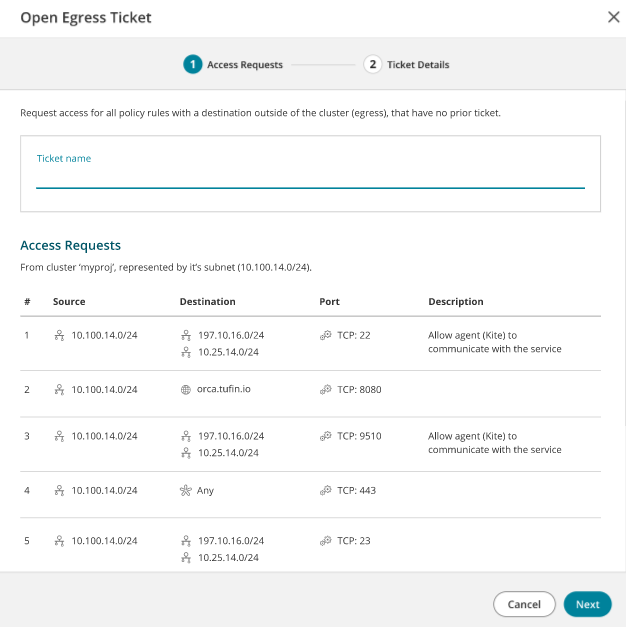 Open Egress Ticket
1 Access Requests 2 Ticket Details
Request access for all policy rules with a destination outside of the cluster (egress), that have no prior ticket.
Ticket name
Access Requests
From cluster ‘myproj’, represented by it’s subnet (10.100.14.0/24).
# Source Destination Port Description
1 10.100.14.0/24 197.10.16.0/24 TCP: 22 Allow agent (Kite) to
10.25.14.0/24 communicate with the service
2 10.100.14.0/24 orca.tufin.io TCP: 8080
3 10.100.14.0/24 197.10.16.0/24 TCP: 9510 Allow agent (Kite) to
10.25.14.0/24 communicate with the service
4 10.100.14.0/24 Any TCP: 443
5 10.100.14.0/24 197.10.16.0/24 TCP: 23
10.25.14.0/24
Cancel Next